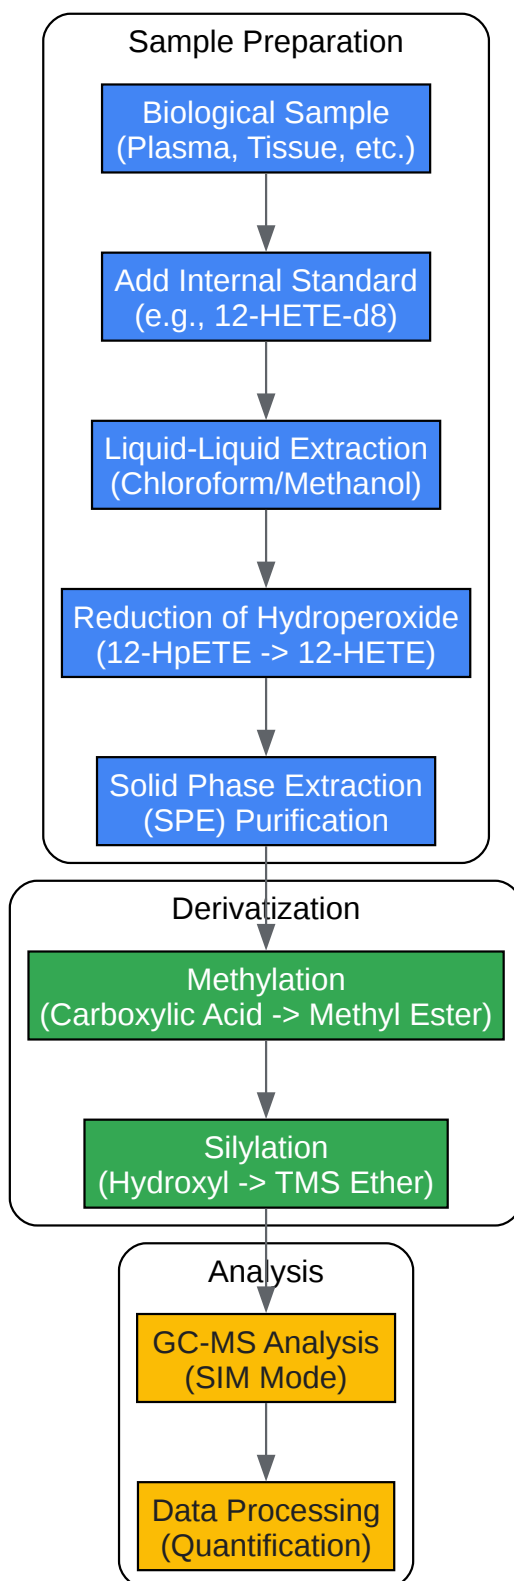 Sample Preparation
Biological Sample
(Plasma, Tissue, etc.)
Add Internal Standard
(e.g., 12-HETE-d8)
Liquid-Liquid Extraction
(Chloroform/Methanol)
Reduction of Hydroperoxide
(12-HpETE -> 12-HETE)
Solid Phase Extraction
(SPE) Purification
Derivatization
Methylation
(Carboxylic Acid -> Methyl Ester)
Silylation
(Hydroxyl -> TMS Ether)
Analysis
GC-MS Analysis
(SIM Mode)
Data Processing
(Quantification)